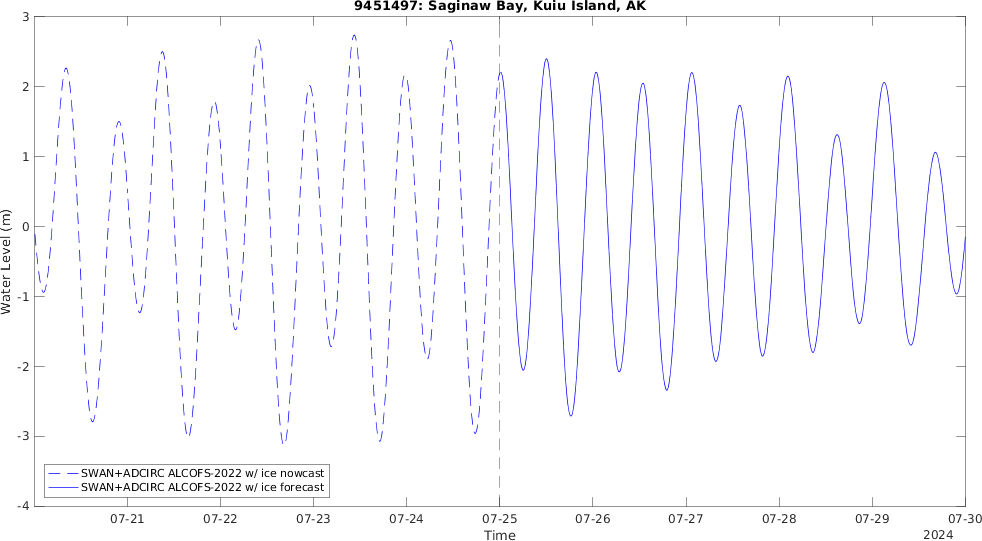 9451497: Saginaw Bay, Kuiu Island, AK
Water Level (m)
3
2
1
0
-1
-2
-3
-4
SWAN+ADCIRC ALCOFS-2022 w/ ice nowcast
SWAN+ADCIRC ALCOFS-2022 w/ ice forecast
07-21 07-22 07-23 07-24 07-25 07-26 07-27 07-28 07-29 07-30
Time
2024